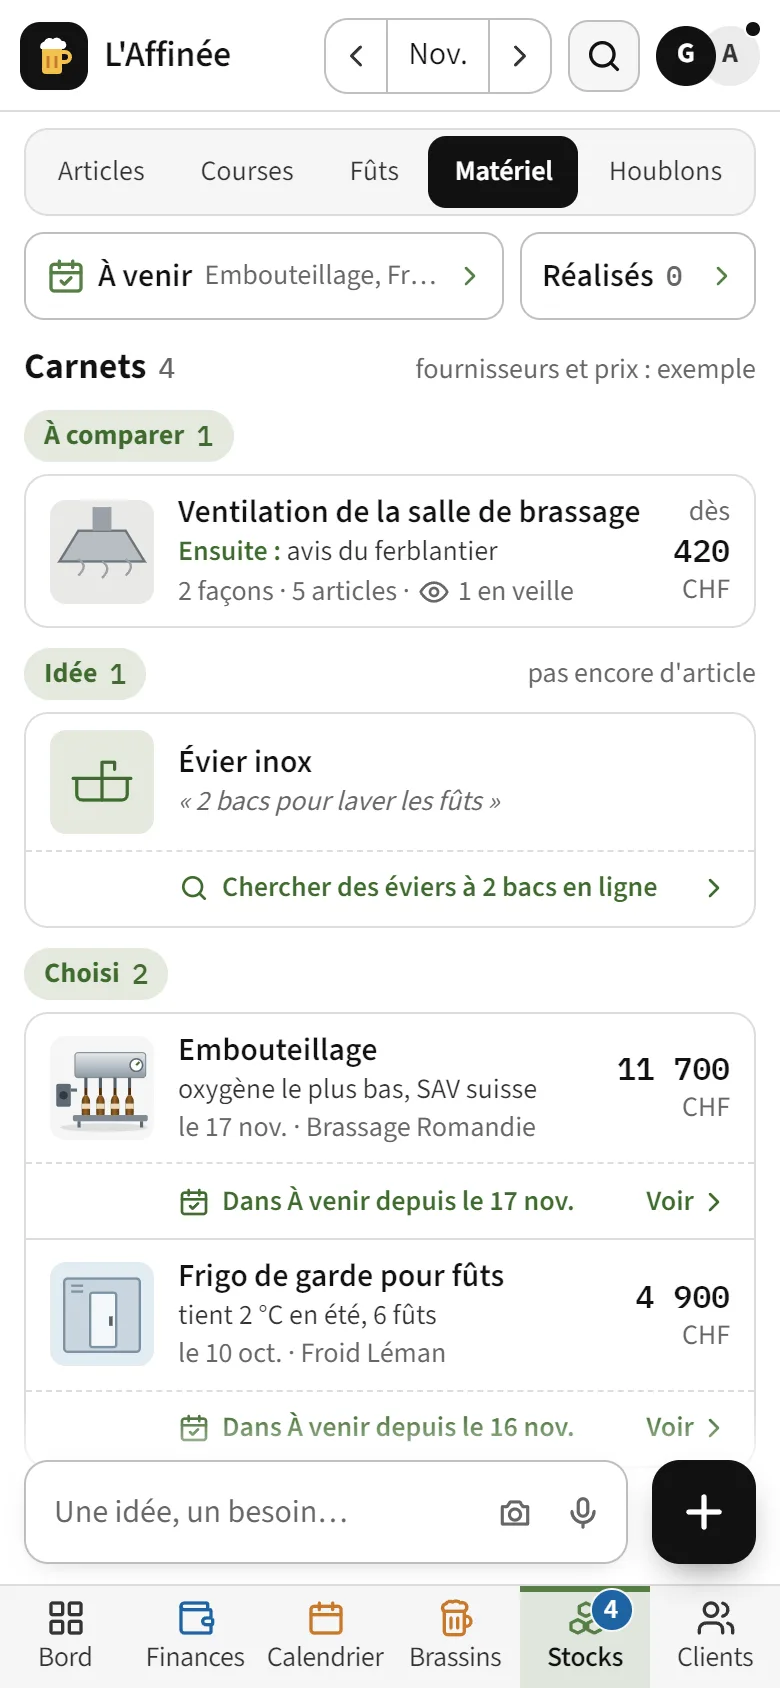 L'Affinée
Nov.
G
A
Articles
Courses
Fûts
Matériel
Houblons
À venir Embouteillage, Fr…
Réalisés 0
Carnets 4
fournisseurs et prix : exemple
À comparer 1
Ventilation de la salle de brassage
dès
Ensuite : avis du ferblantier
420
2 façons · 5 articles · 1 en veille
CHF
Idée 1
pas encore d'article
Évier inox
« 2 bacs pour laver les fûts »
Chercher des éviers à 2 bacs en ligne
Choisi 2
Embouteillage
11 700
oxygène le plus bas, SAV suisse
CHF
le 17 nov. · Brassage Romandie
Dans À venir depuis le 17 nov.
Voir
Frigo de garde pour fûts
4 900
tient 2 °C en été, 6 fûts
CHF
le 10 oct. · Froid Léman
Dans À venir depuis le 16 nov.
Voir
Une idée, un besoin…
4
Bord
Finances
Calendrier
Brassins
Stocks
Clients